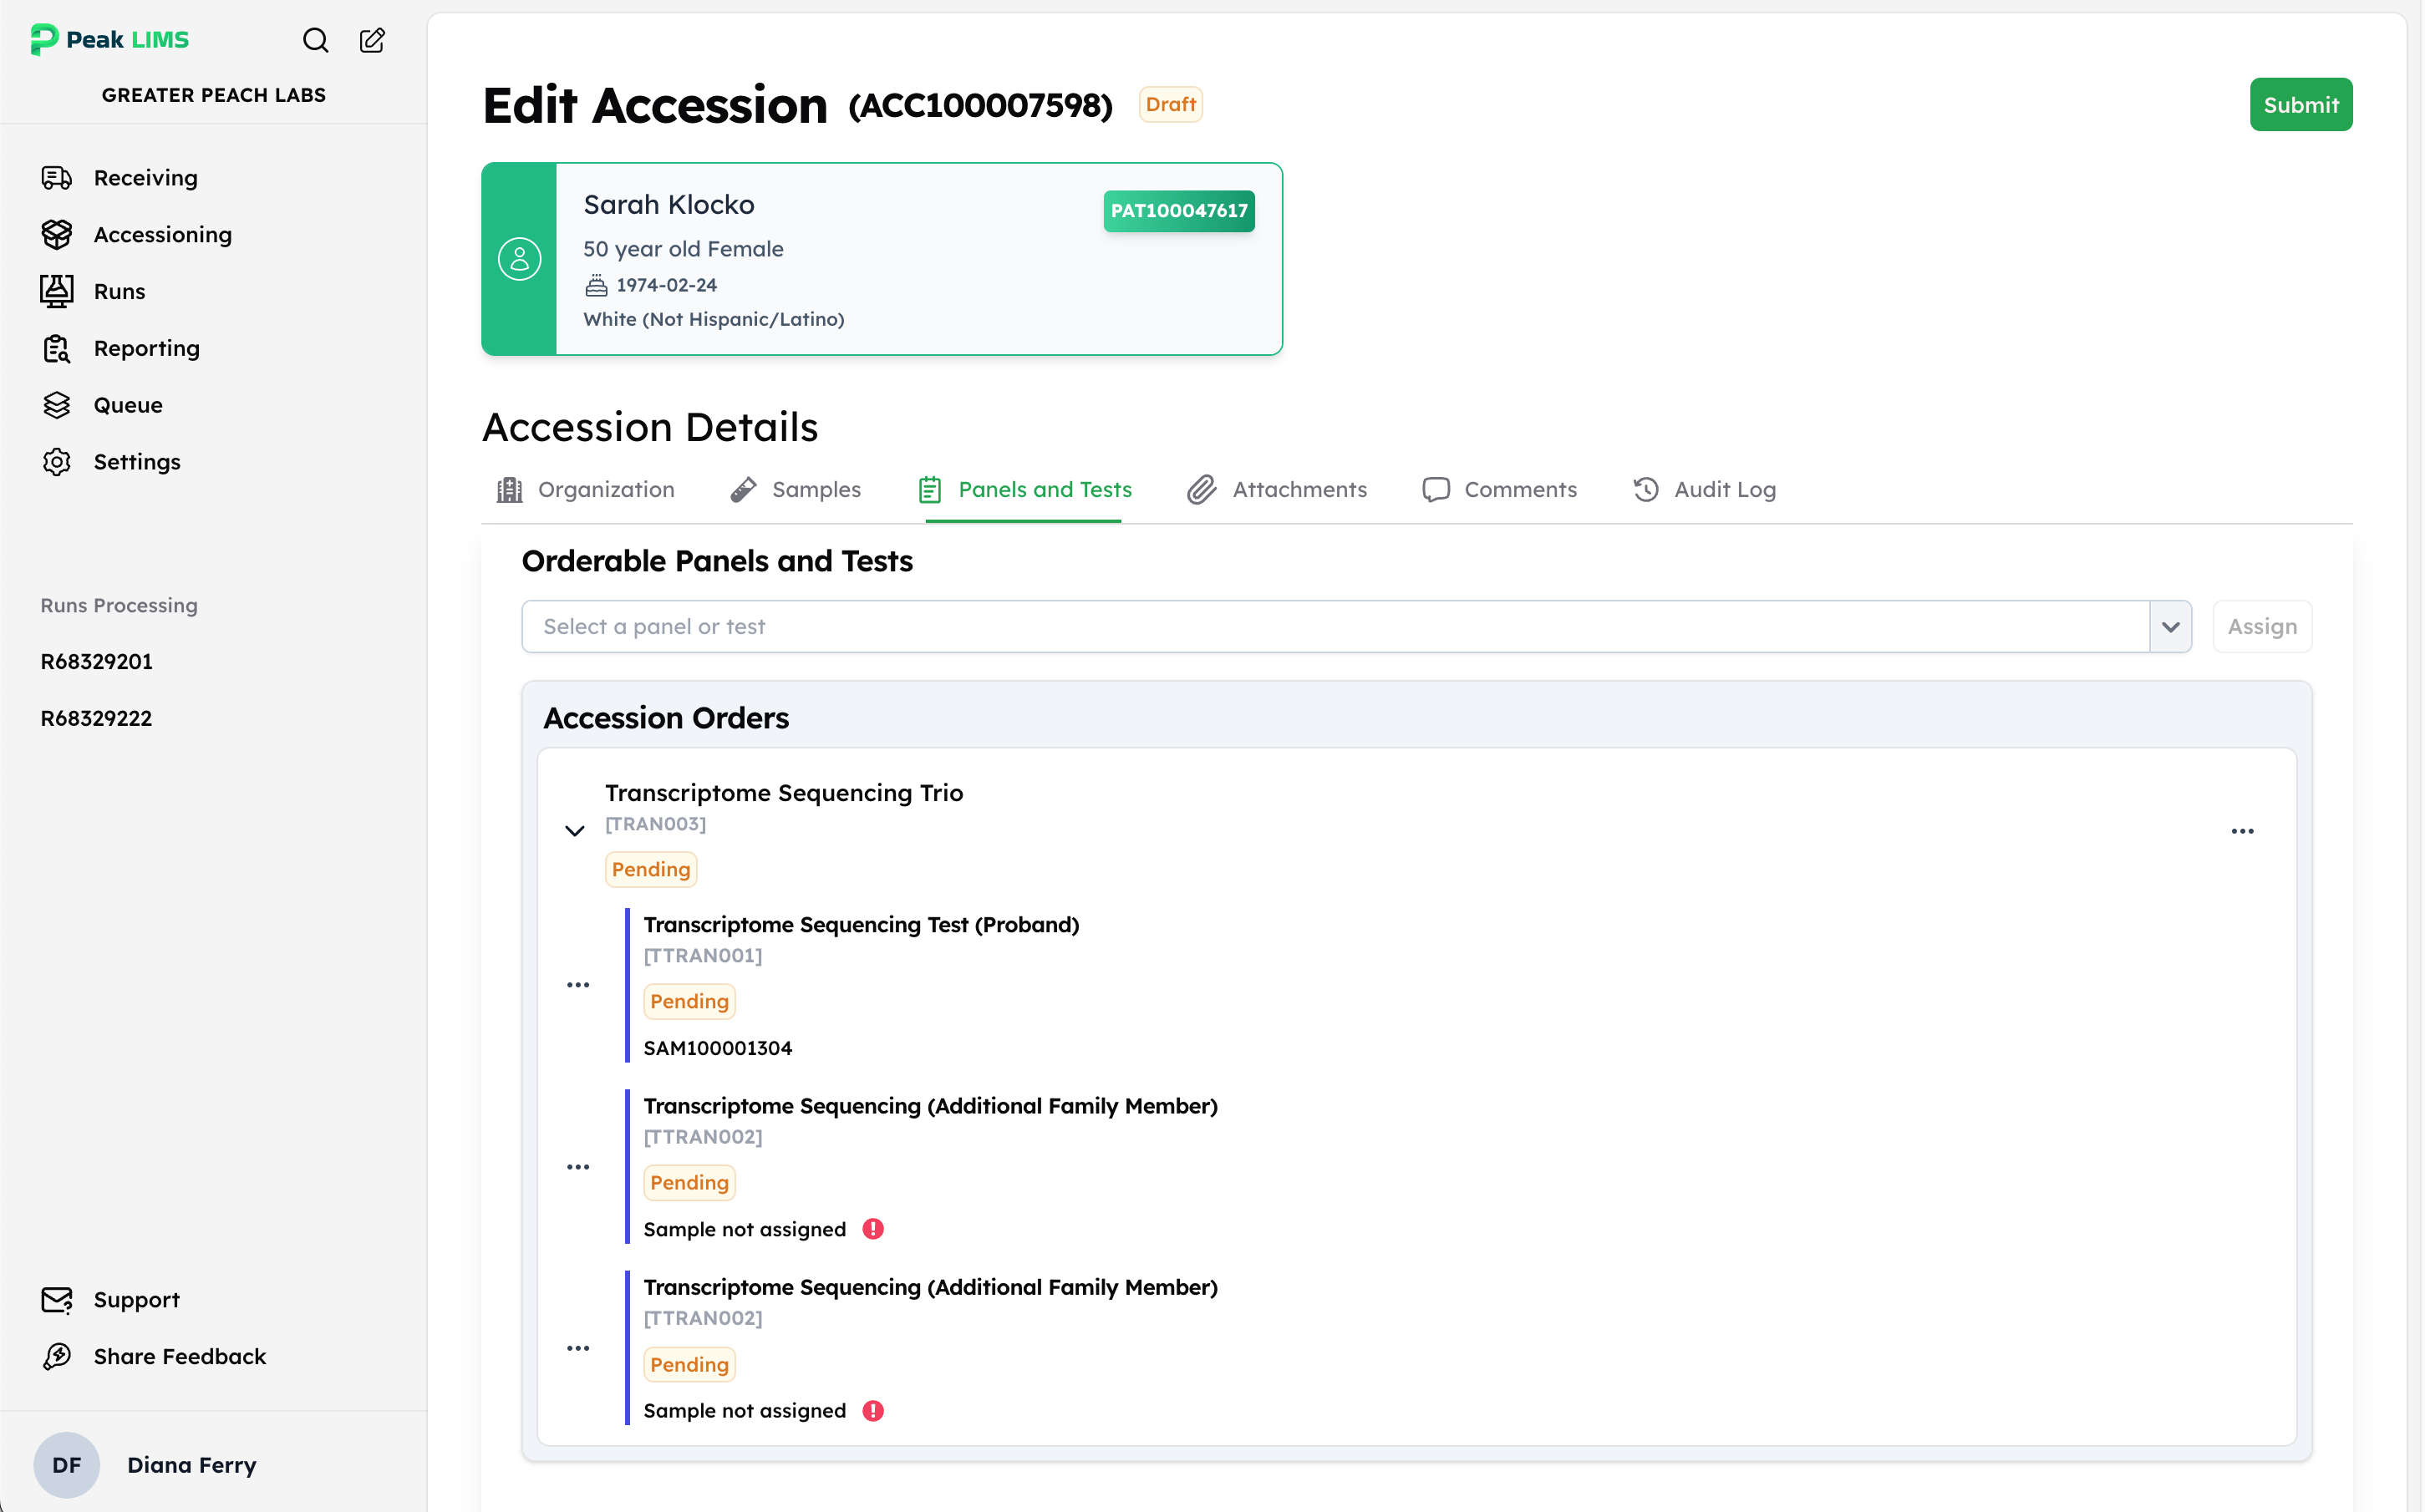 Peak LIMS
GREATER PEACH LABS
Receiving
Accessioning
Runs
Reporting
Queue
Settings
Runs Processing
R68329201
R68329222
Support
Share Feedback
DF Diana Ferry
Edit Accession (ACC100007598) Draft
Submit
Sarah Klocko
PAT100047617
50 year old Female
1974-02-24
White (Not Hispanic/Latino)
Accession Details
Organization Samples Panels and Tests Attachments Comments Audit Log
Orderable Panels and Tests
Select a panel or test
Assign
Accession Orders
Transcriptome Sequencing Trio
[TRAN003]
Pending
Transcriptome Sequencing Test (Proband)
[TTRAN001]
Pending
SAM100001304
Transcriptome Sequencing (Additional Family Member)
[TTRAN002]
Pending
Sample not assigned
Transcriptome Sequencing (Additional Family Member)
[TTRAN002]
Pending
Sample not assigned